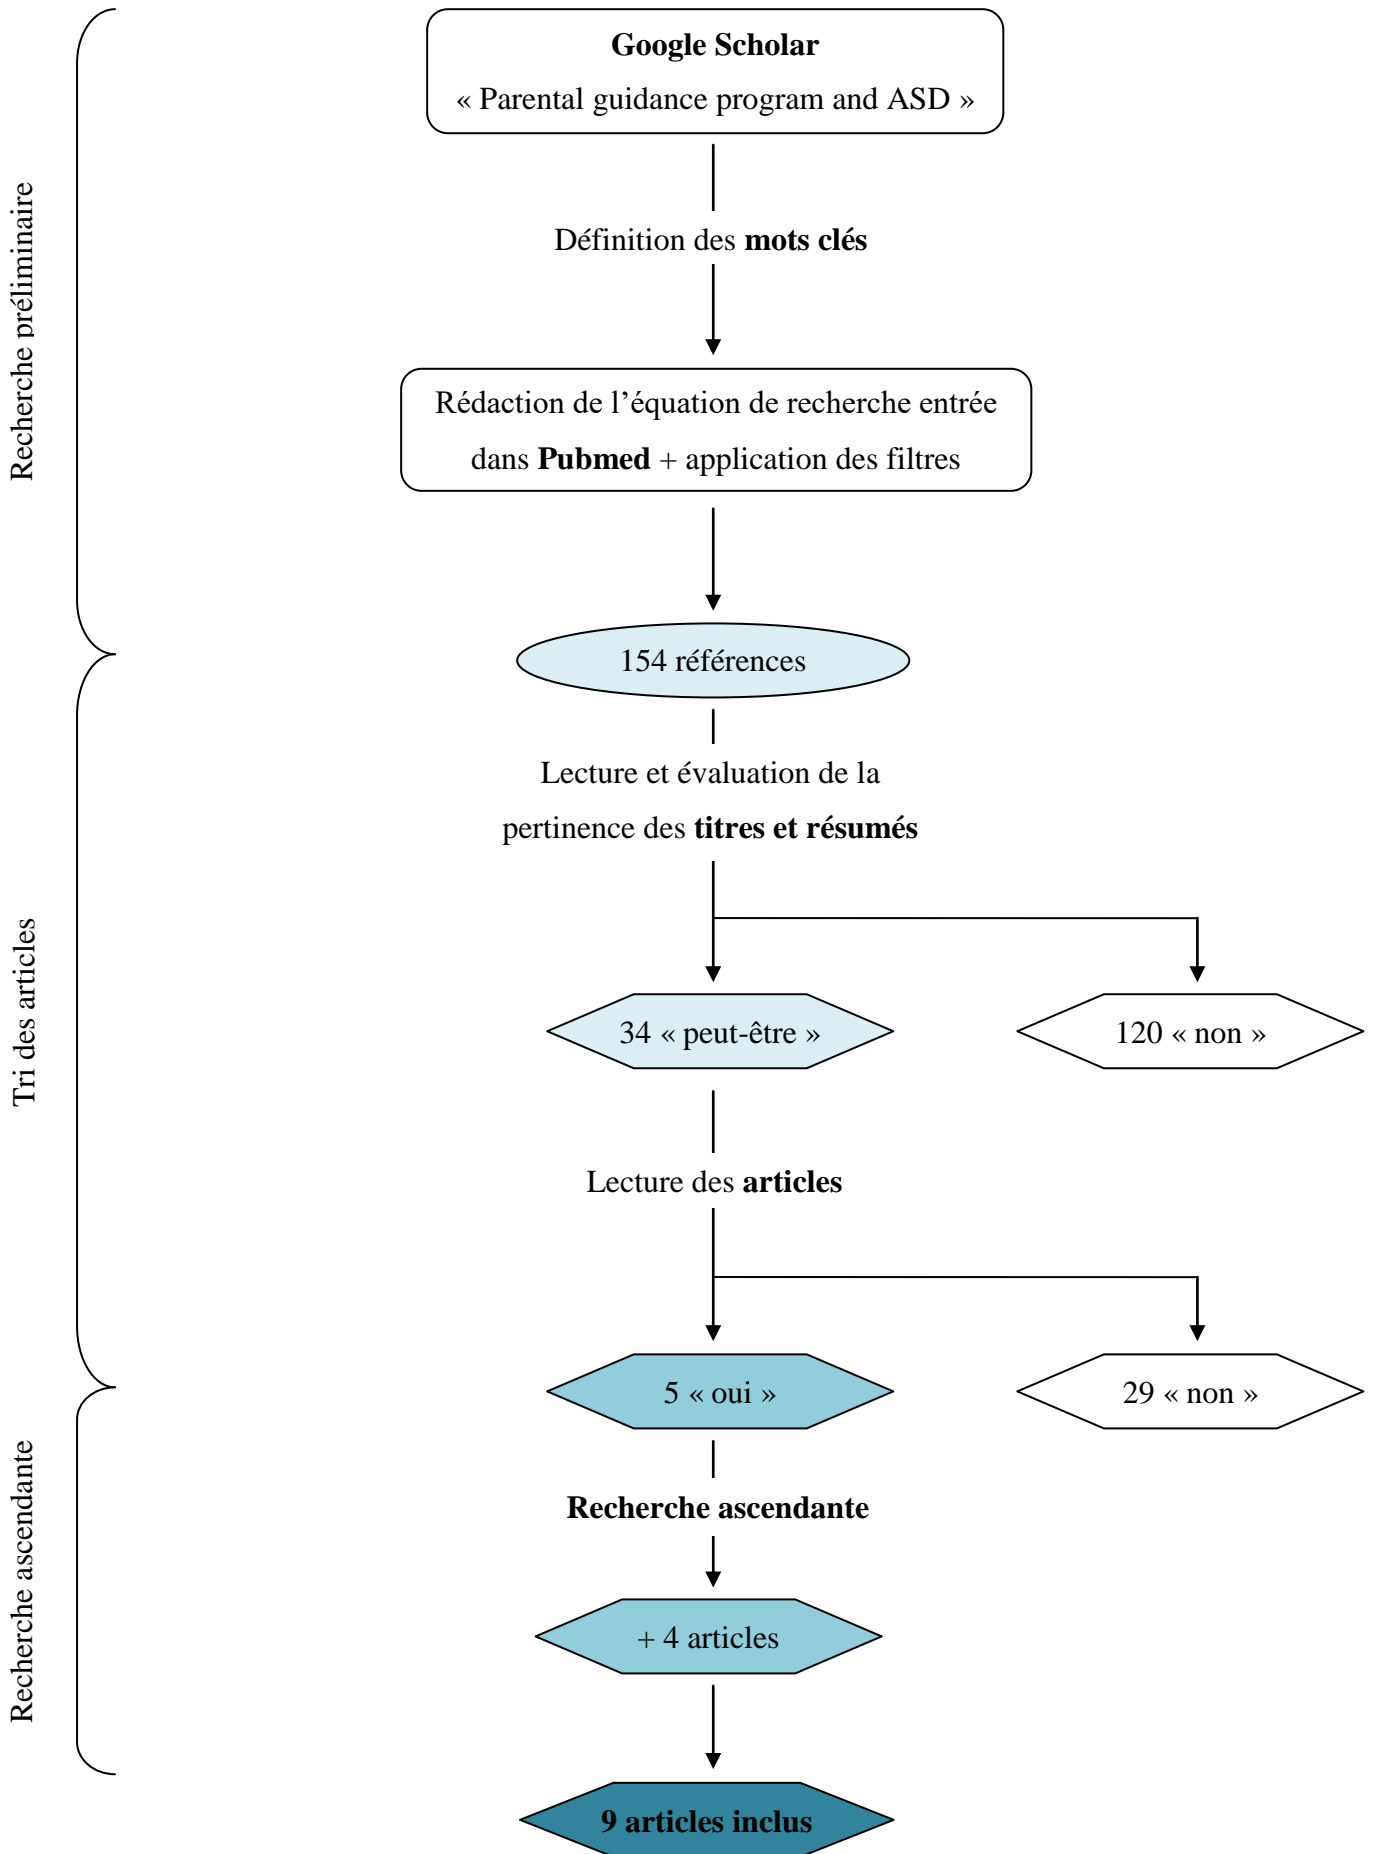 Google Scholar
« Parental guidance program and ASD »
Définition des mots clés
Rédaction de l’équation de recherche entrée
dans Pubmed + application des filtres
Recherche préliminaire
154 références
Lecture et évaluation de la
pertinence des titres et résumés
34 « peut-être »
120 « non »
Lecture des articles
Tri des articles
5 « oui »
29 « non »
Recherche ascendante
+ 4 articles
Recherche ascendante
9 articles inclus